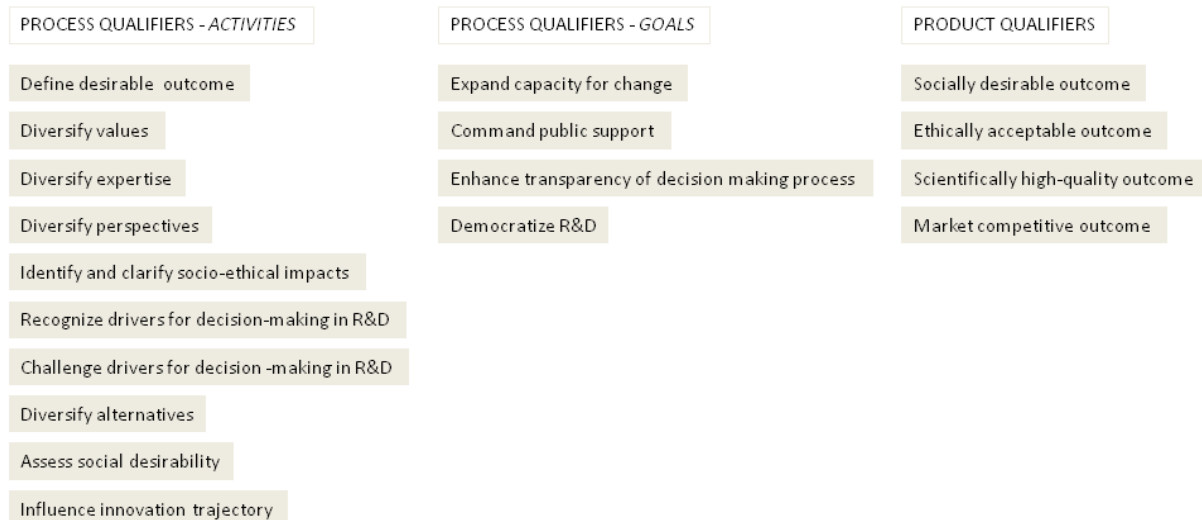 PROCESS QUALIFIERS - ACTIVITIES
Define desirable outcome
Diversify values
Diversify expertise
Diversify perspectives
Identify and clarify socio-ethical impacts
Recognize drivers for decision-making in R&D
Challenge drivers for decision -making in R&D
Diversify alternatives
Assess social desirability
Influence innovation trajectory
PROCESS QUALIFIERS - GOALS
Expand capacity for change
Command public support
Enhance transparency of decision making process
Democratize R&D
PRODUCT QUALIFIERS
Socially desirable outcome
Ethically acceptable outcome
Scientifically high-quality outcome
Market competitive outcome